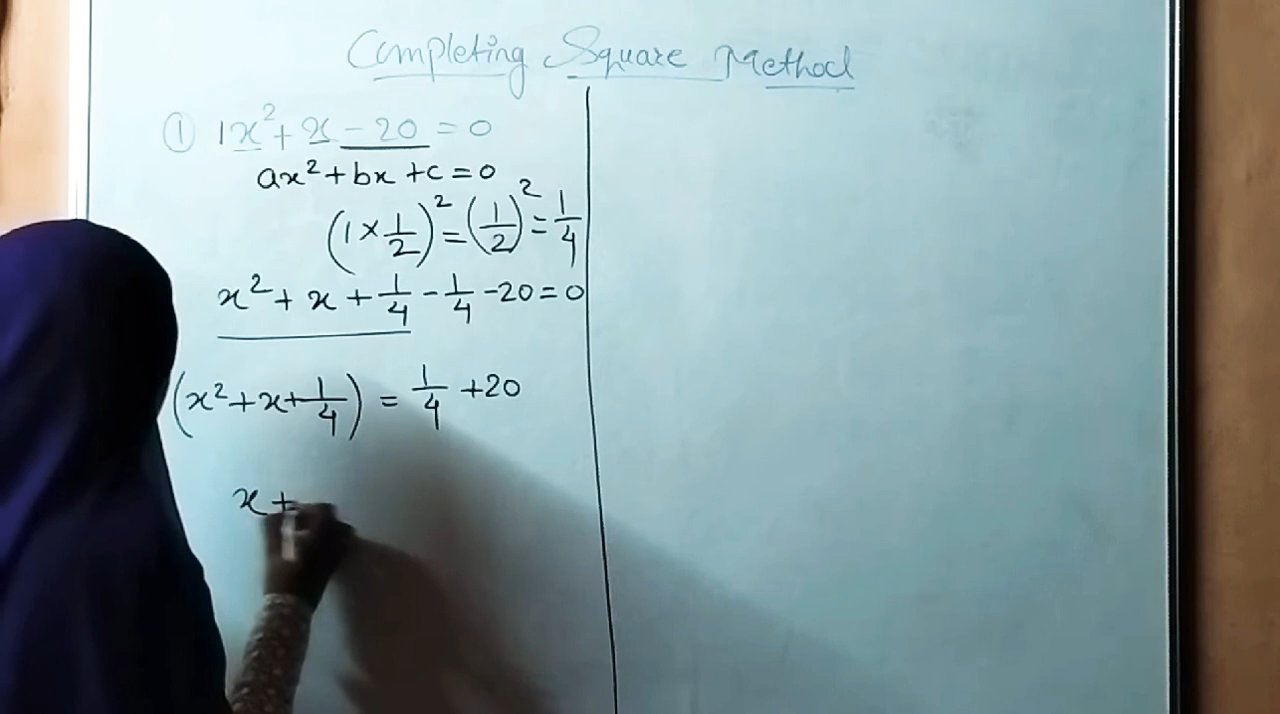 Completing Square Method
① 1x² + x - 20 = 0
ax² + bx + c = 0
(1 × 1/2)² = (1/2)² = 1/4
x² + x + 1/4 - 1/4 - 20 = 0
(x² + x + 1/4) = 1/4 + 20
x +